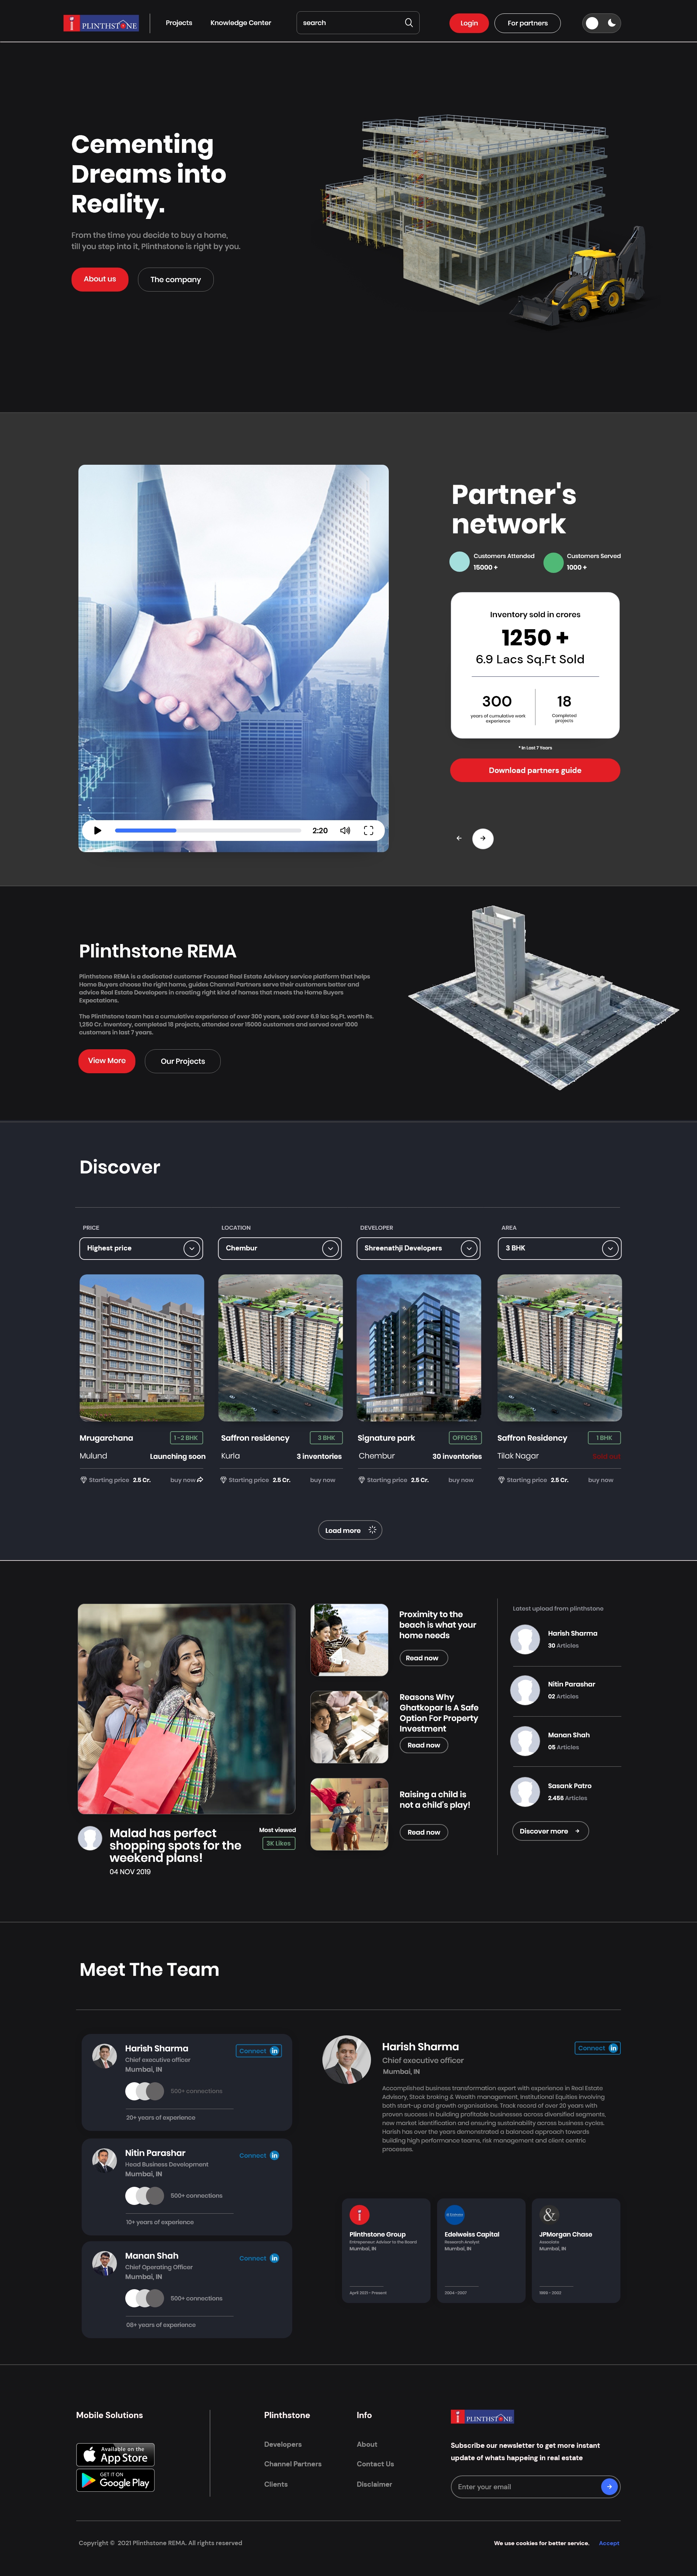 i PLINTHSTONE
Projects
Knowledge Center
search
Login
For partners
Cementing
Dreams into
Reality.
From the time you decide to buy a home,
till you step into it, Plinthstone is right by you.
About us
The company
Partner's
network
Customers Attended
15000 +
Customers Served
1000 +
Inventory sold in crores
1250 +
6.9 Lacs Sq.Ft Sold
300
years of cumulative work
experience
18
Completed
projects
* In Last 7 Years
Download partners guide
2:20
Plinthstone REMA
Plinthstone REMA is a dedicated customer Focused Real Estate Advisory service platform that helps
Home Buyers choose the right home, guides Channel Partners serve their customers better and
advice Real Estate Developers in creating right kind of homes that meets the Home Buyers
Expectations.
The Plinthstone team has a cumulative experience of over 300 years, sold over 6.9 lac Sq.Ft. worth Rs.
1,250 Cr. Inventory, completed 18 projects, attended over 15000 customers and served over 1000
customers in last 7 years.
View More
Our Projects
Discover
PRICE
LOCATION
DEVELOPER
AREA
Highest price
Chembur
Shreenathji Developers
3 BHK
Mrugarchana
1-2 BHK
Mulund
Launching soon
Starting price 2.5 Cr.
buy now
Saffron residency
3 BHK
Kurla
3 inventories
Starting price 2.5 Cr.
buy now
Signature park
OFFICES
Chembur
30 inventories
Starting price 2.5 Cr.
buy now
Saffron Residency
1 BHK
Tilak Nagar
Sold out
Starting price 2.5 Cr.
buy now
Load more
Malad has perfect
shopping spots for the
weekend plans!
04 NOV 2019
Most viewed
3K Likes
Proximity to the
beach is what your
home needs
Read now
Reasons Why
Ghatkopar Is A Safe
Option For Property
Investment
Read now
Raising a child is
not a child's play!
Read now
Latest upload from plinthstone
Harish Sharma
30 Articles
Nitin Parashar
02 Articles
Manan Shah
05 Articles
Sasank Patro
2.456 Articles
Discover more
Meet The Team
Harish Sharma
Connect in
Chief executive officer
Mumbai, IN
500+ connections
20+ years of experience
Nitin Parashar
Connect in
Head Business Development
Mumbai, IN
500+ connections
10+ years of experience
Manan Shah
Connect in
Chief Operating Officer
Mumbai, IN
500+ connections
08+ years of experience
Harish Sharma
Connect in
Chief executive officer
Mumbai, IN
Accomplished business transformation expert with experience in Real Estate
Advisory, Stock broking & Wealth management, Institutional Equities involving
both start-up and growth organisations. Track record of over 20 years with
proven success in building profitable businesses across diversified segments,
new market identification and ensuring sustainability across business cycles.
Harish has over the years demonstrated a balanced approach towards
building high performance teams, risk management and client centric
processes.
i
Plinthstone Group
Entrepreneur Advisor to the Board
Mumbai, IN
April 2021 - Present
Edelweiss Capital
Research Analyst
Mumbai, IN
2004 -2007
&
JPMorgan Chase
Associate
Mumbai, IN
Mobile Solutions
Available on the
App Store
GET IT ON
Google Play
Plinthstone
Developers
Channel Partners
Clients
Info
About
Contact Us
Disclaimer
i PLINTHSTONE
Subscribe our newsletter to get more instant
update of whats happeing in real estate
Enter your email
Copyright © 2021 Plinthstone REMA. All rights reserved
We use cookies for better service.
Accept